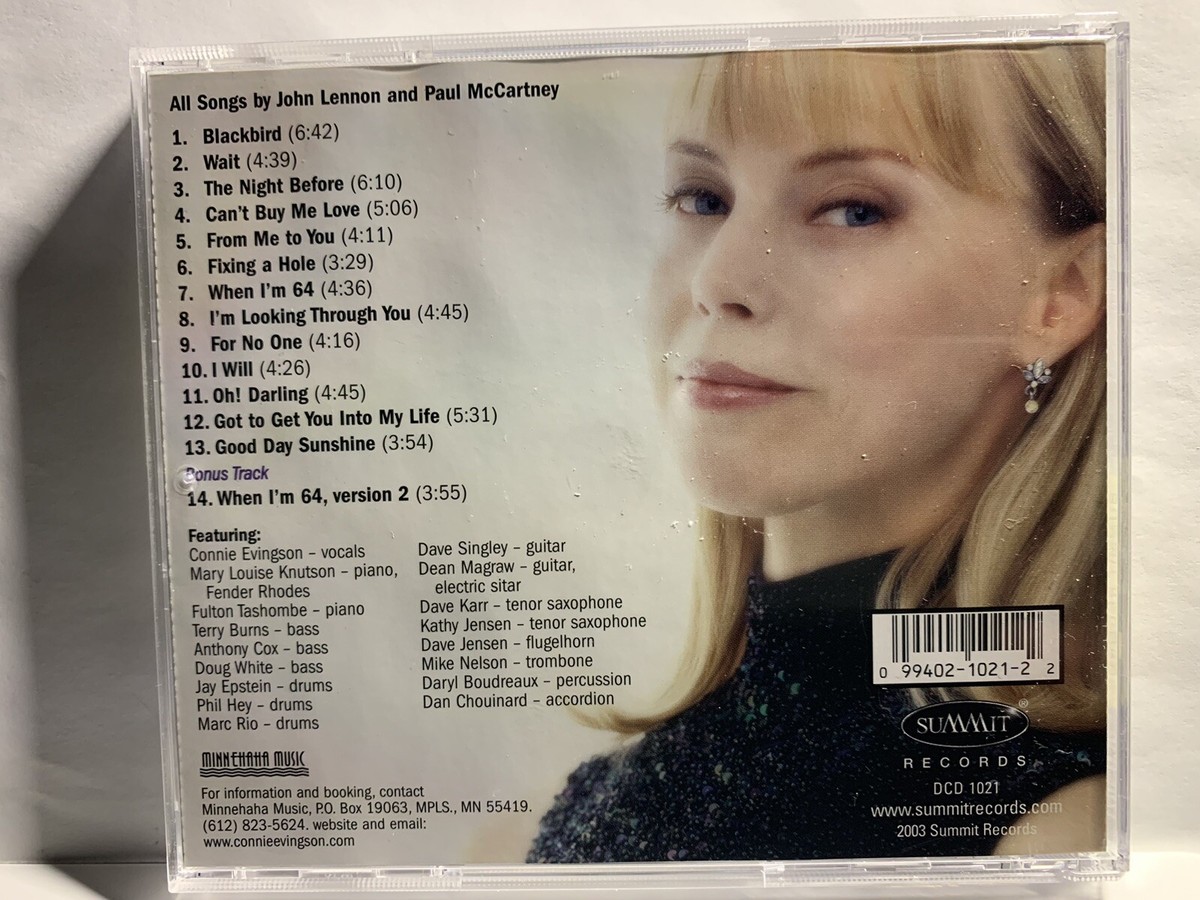 All Songs by John Lennon and Paul McCartney
1. Blackbird (6:42)
2. Wait (4:39)
3. The Night Before (6:10)
4. Can't Buy Me Love (5:06)
5. From Me to You (4:11)
6. Fixing a Hole (3:29)
7. When I'm 64 (4:36)
8. I'm Looking Through You (4:45)
9. For No One (4:16)
10. I Will (4:26)
11. Oh! Darling (4:45)
12. Got to Get You Into My Life (5:31)
13. Good Day Sunshine (3:54)
Bonus Track
14. When I'm 64, version 2 (3:55)
Featuring:
Connie Evingson – vocals
Mary Louise Knutson – piano,
Fender Rhodes
Fulton Tashombe – piano
Terry Burns – bass
Anthony Cox – bass
Doug White – bass
Jay Epstein – drums
Phil Hey – drums
Marc Rio – drums
Dave Singley – guitar
Dean Magraw – guitar,
electric sitar
Dave Karr – tenor saxophone
Kathy Jensen – tenor saxophone
Dave Jensen – flugelhorn
Mike Nelson – trombone
Daryl Boudreaux – percussion
Dan Chouinard – accordion
MINNEHAHA MUSIC
For information and booking, contact
Minnehaha Music, P.O. Box 19063, MPLS., MN 55419.
(612) 823-5624. website and email:
www.connieevingson.com
0 99402-1021-2 2
SUMMIT®
RECORDS
DCD 1021
www.summitrecords.com
2003 Summit Records